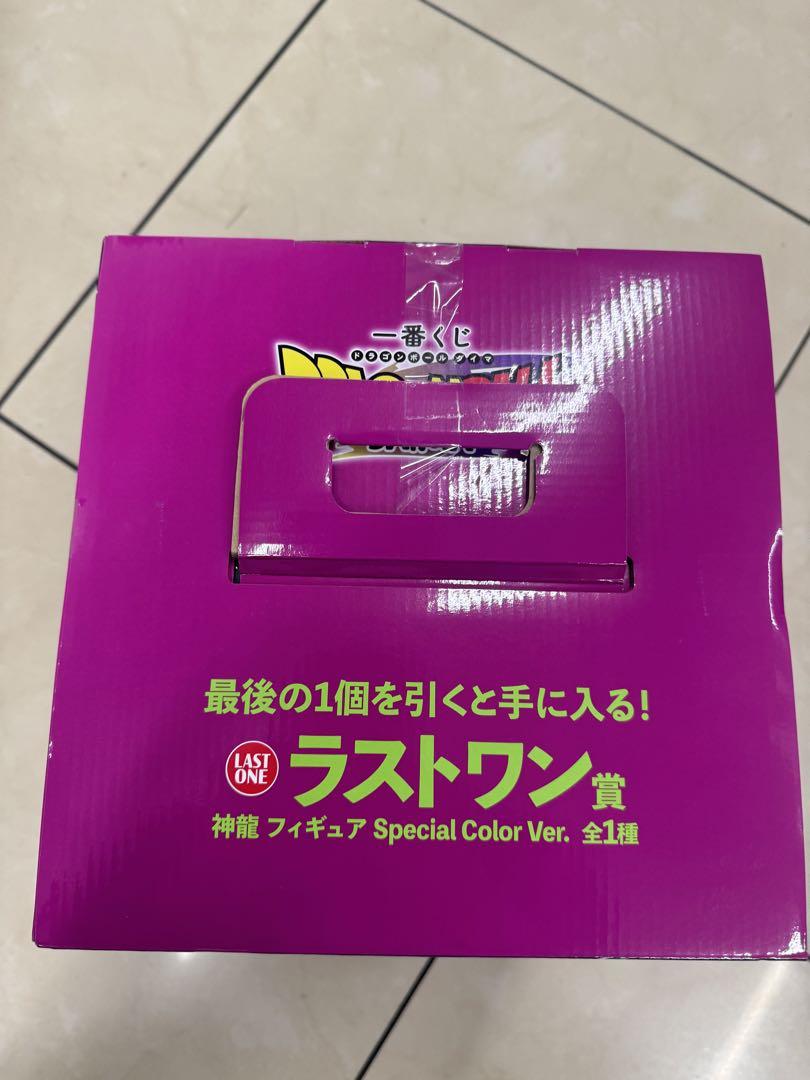 一番くじ
ドラゴンボール ダイマ
最後の1個を引くと手に入る!
LAST ONE
ラストワン賞
神龍 フィギュア Special Color Ver. 全1種